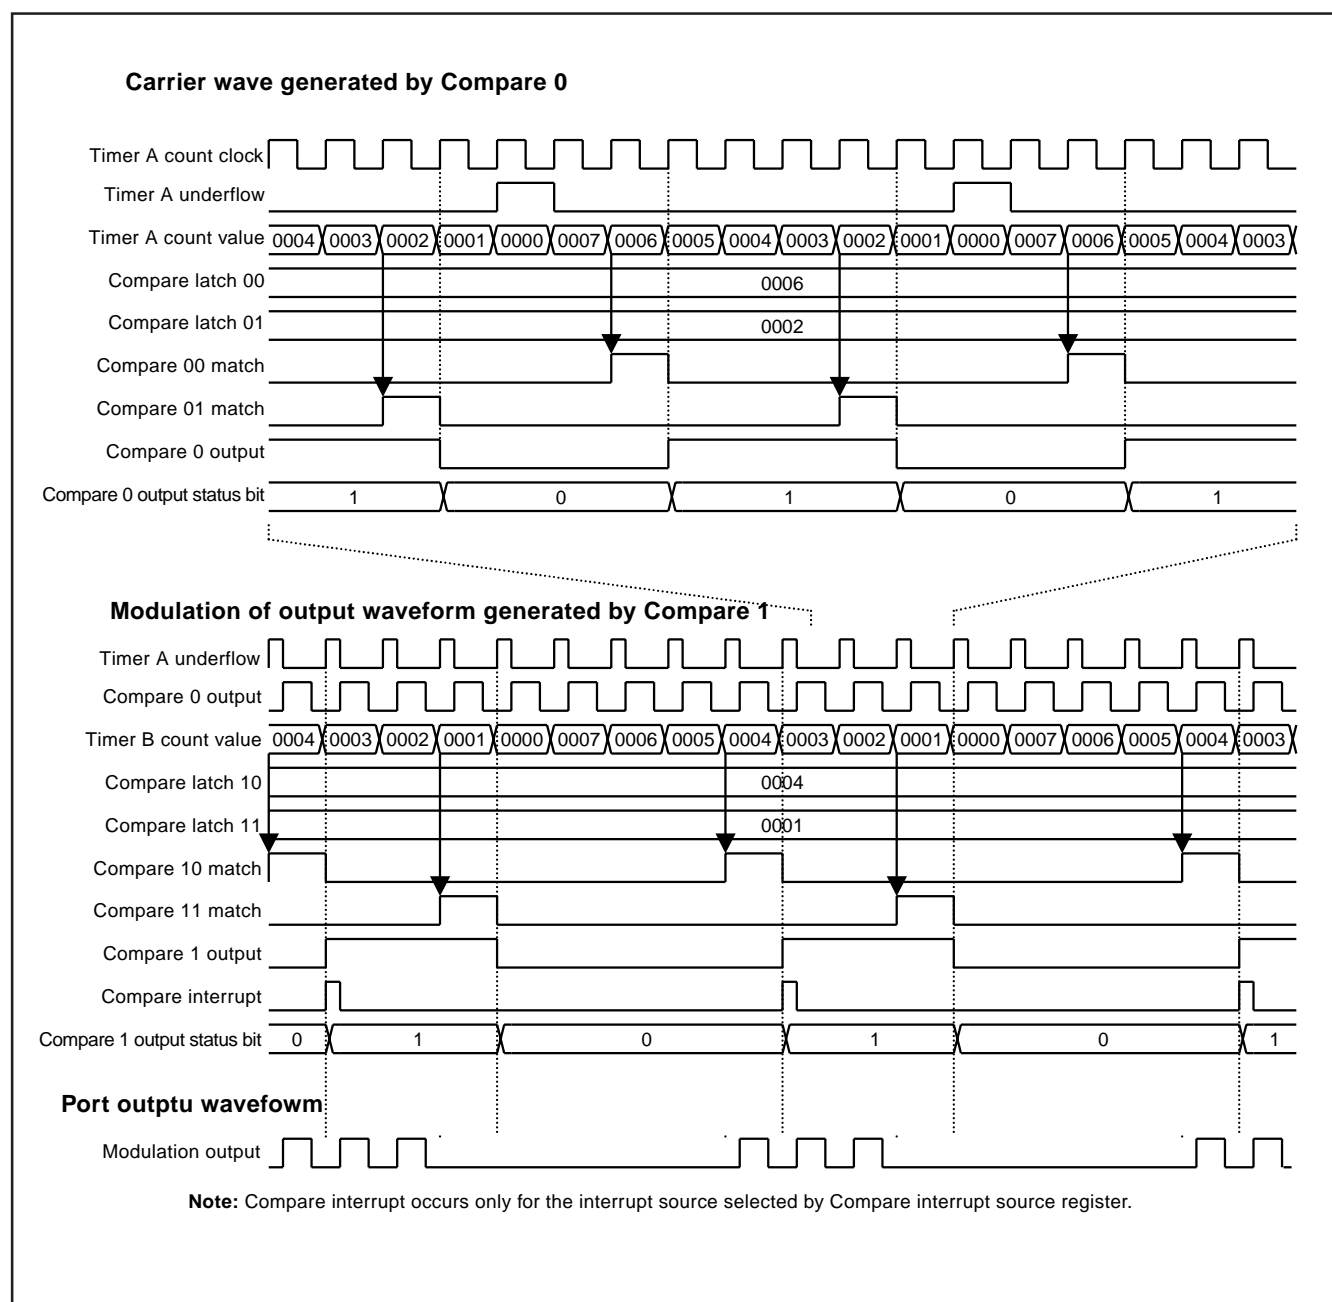 Carrier wave generated by Compare 0
Timer A count clock
Timer A underflow
Timer A count value 0004 0003 0002 0001 0000 0007 0006 0005 0004 0003 0002 0001 0000 0007 0006 0005 0004 0003
Compare latch 00 0006
Compare latch 01 0002
Compare 00 match
Compare 01 match
Compare 0 output
Compare 0 output status bit 1 0 1 0 1
Modulation of output waveform generated by Compare 1
Timer A underflow
Compare 0 output
Timer B count value 0004 0003 0002 0001 0000 0007 0006 0005 0004 0003 0002 0001 0000 0007 0006 0005 0004 0003
Compare latch 10 0004
Compare latch 11 0001
Compare 10 match
Compare 11 match
Compare 1 output
Compare interrupt
Compare 1 output status bit 0 1 0 1 0 1
Port outptu wavefowm
Modulation output
Note: Compare interrupt occurs only for the interrupt source selected by Compare interrupt source register.